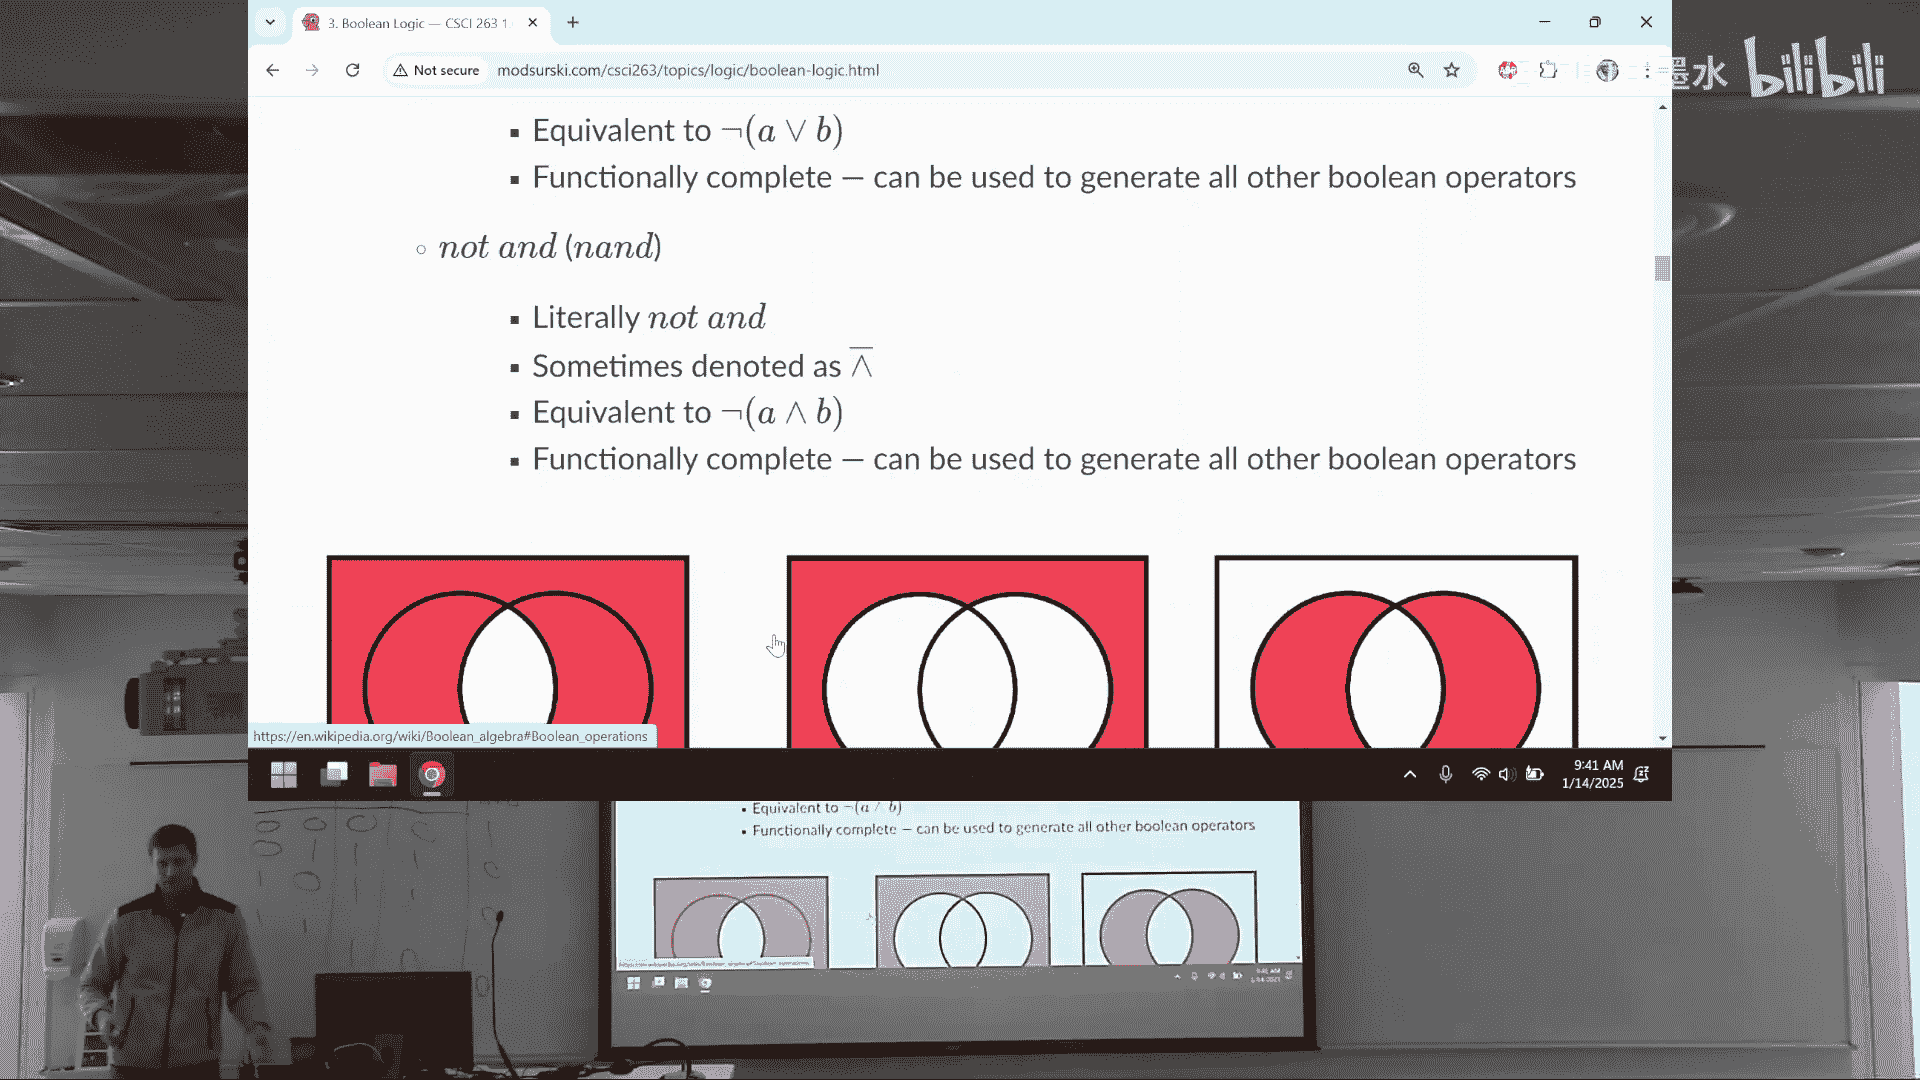 3. Boolean Logic — CSCI 263 1
Not secure
modsurski.com/csci263/topics/logic/boolean-logic.html
墨水 bilibili
Equivalent to ¬(a ∨ b)
Functionally complete — can be used to generate all other boolean operators
not and (nand)
Literally not and
Sometimes denoted as ⊼
Equivalent to ¬(a ∧ b)
Functionally complete — can be used to generate all other boolean operators
https://en.wikipedia.org/wiki/Boolean_algebra#Boolean_operations
9:41 AM
1/14/2025
Equivalent to ¬(a ∧ b)
Functionally complete — can be used to generate all other boolean operators